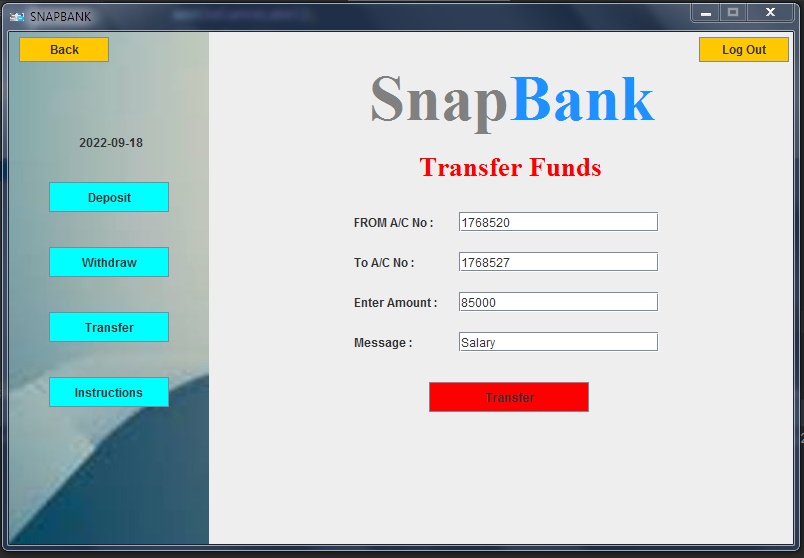 SNAPBANK
Back
Log Out
SnapBank
2022-09-18
Transfer Funds
Deposit
Withdraw
Transfer
Instructions
FROM A/C No : 1768520
To A/C No : 1768527
Enter Amount : 85000
Message : Salary
Transfer